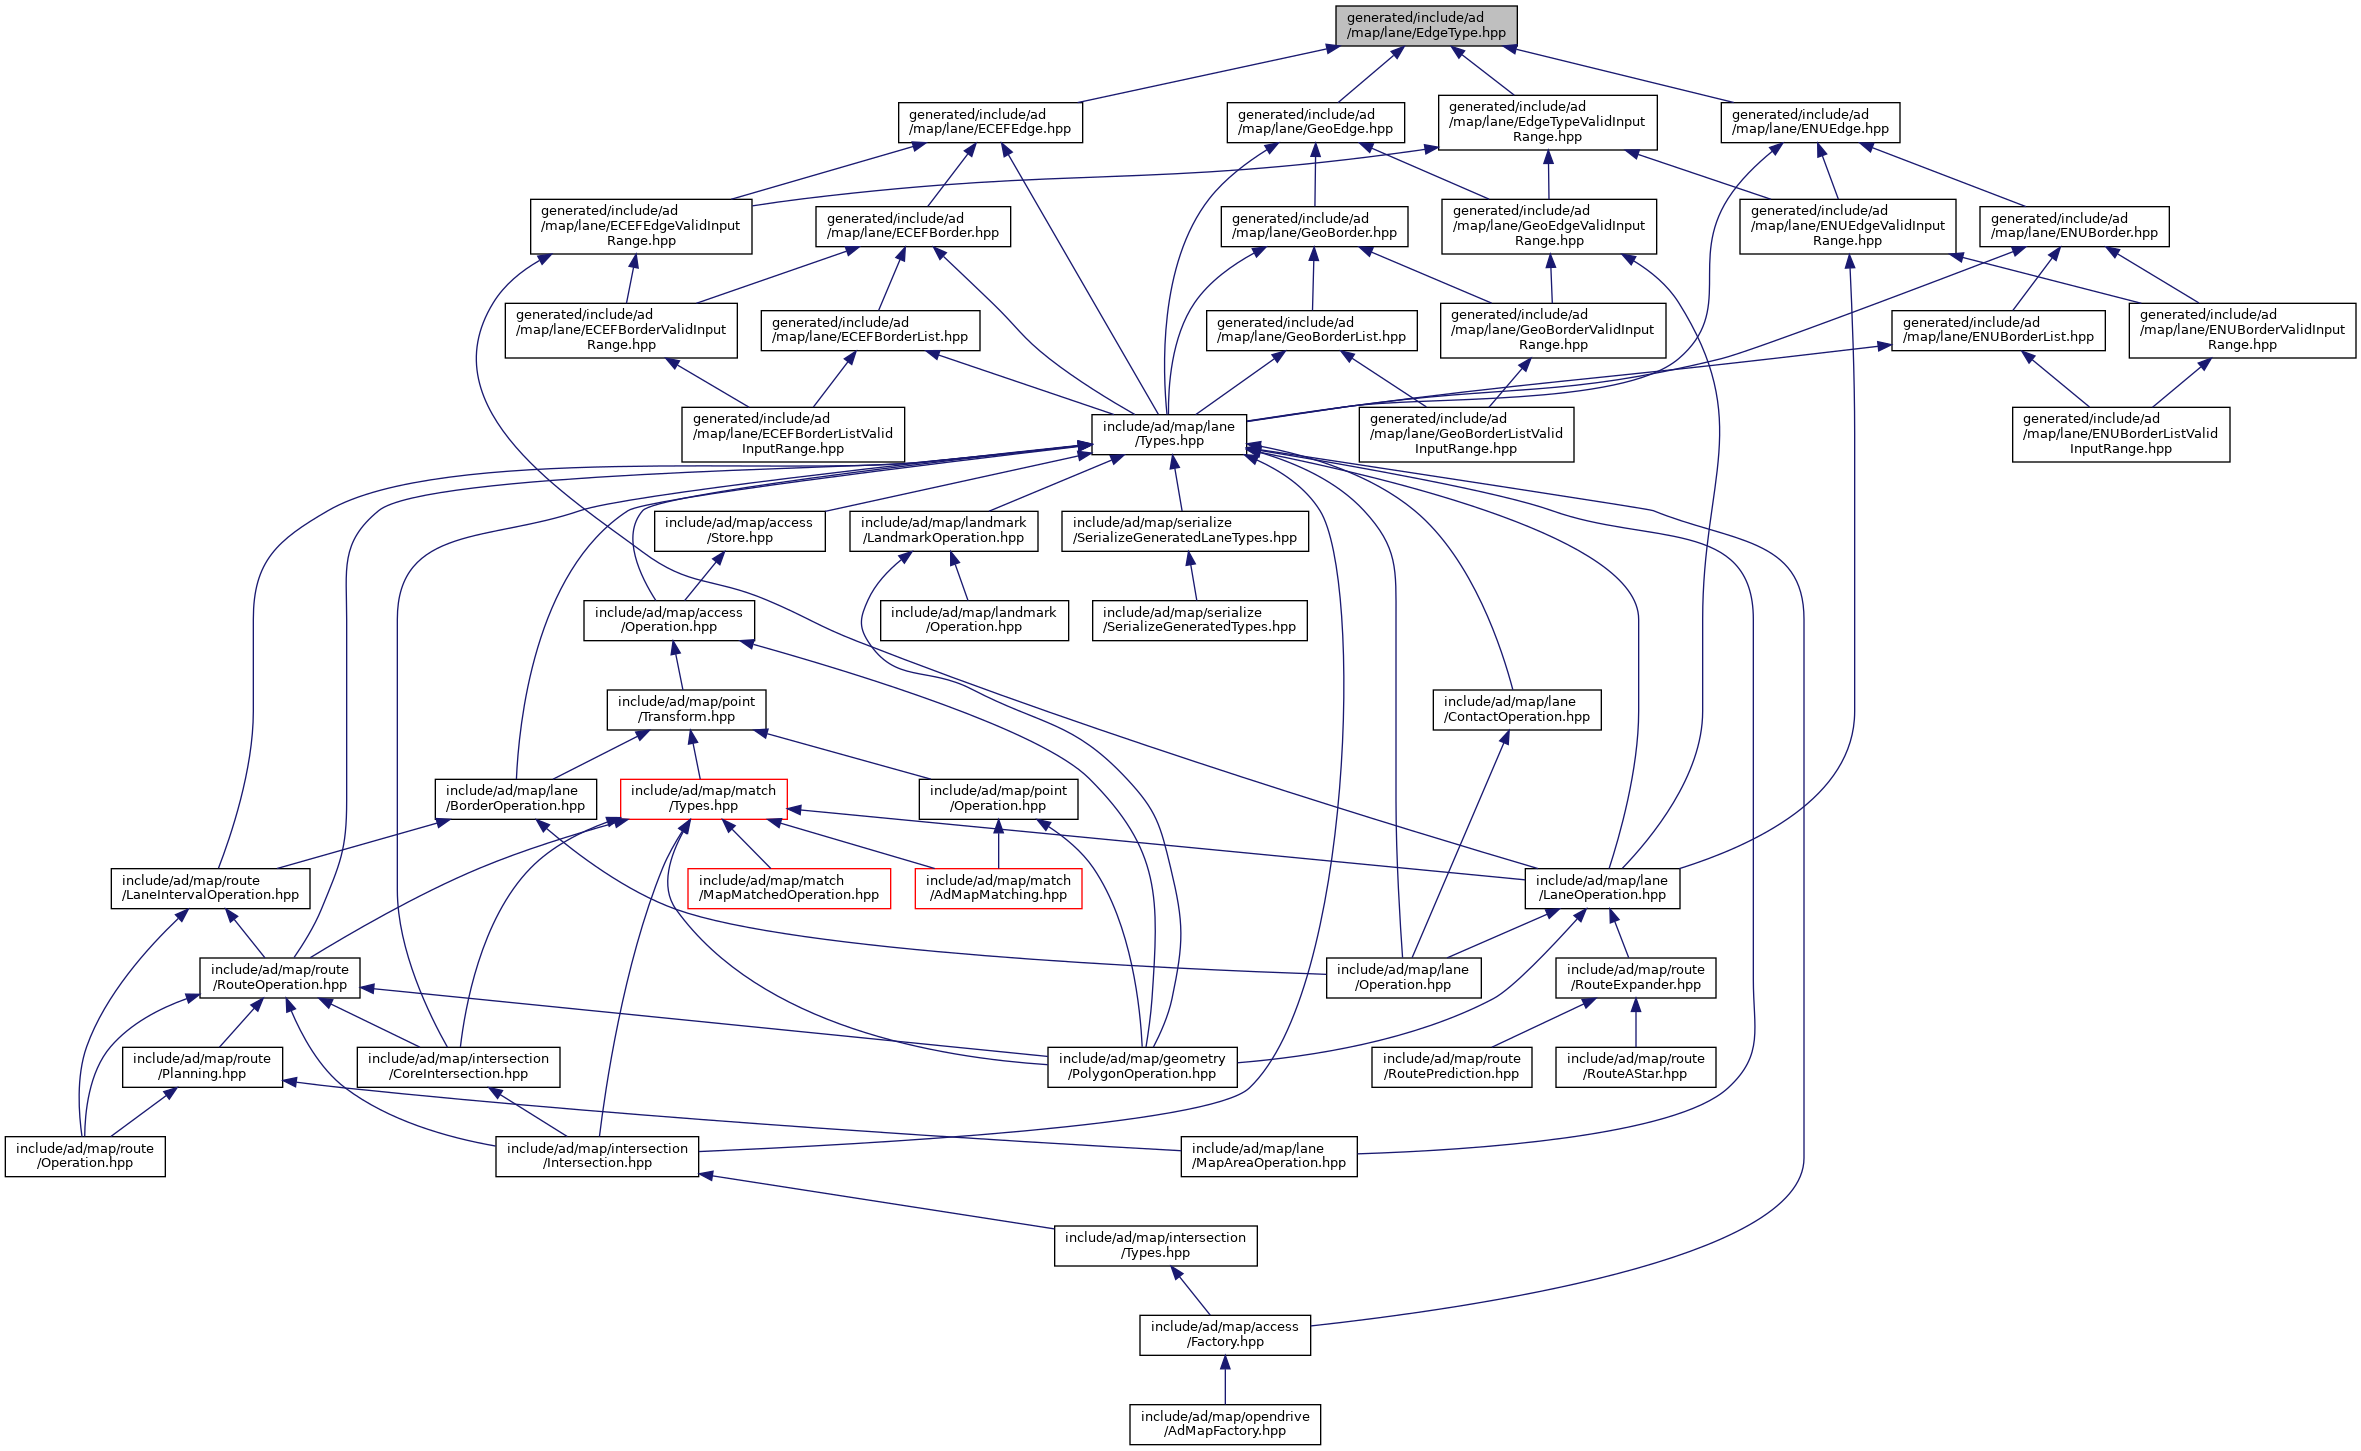 generated/include/ad
/map/lane/EdgeType.hpp
generated/include/ad
/map/lane/ECEFEdge.hpp
generated/include/ad
/map/lane/GeoEdge.hpp
generated/include/ad
/map/lane/EdgeTypeValidInput
Range.hpp
generated/include/ad
/map/lane/ENUEdge.hpp
generated/include/ad
/map/lane/ECEFEdgeValidInput
Range.hpp
generated/include/ad
/map/lane/ECEFBorder.hpp
generated/include/ad
/map/lane/GeoBorder.hpp
generated/include/ad
/map/lane/GeoEdgeValidInput
Range.hpp
generated/include/ad
/map/lane/ENUEdgeValidInput
Range.hpp
generated/include/ad
/map/lane/ENUBorder.hpp
generated/include/ad
/map/lane/ECEFBorderValidInput
Range.hpp
generated/include/ad
/map/lane/ECEFBorderList.hpp
generated/include/ad
/map/lane/GeoBorderList.hpp
generated/include/ad
/map/lane/GeoBorderValidInput
Range.hpp
generated/include/ad
/map/lane/ENUBorderList.hpp
generated/include/ad
/map/lane/ENUBorderValidInput
Range.hpp
generated/include/ad
/map/lane/ECEFBorderListValid
InputRange.hpp
include/ad/map/lane
/Types.hpp
generated/include/ad
/map/lane/GeoBorderListValid
InputRange.hpp
generated/include/ad
/map/lane/ENUBorderListValid
InputRange.hpp
include/ad/map/access
/Store.hpp
include/ad/map/landmark
/LandmarkOperation.hpp
include/ad/map/serialize
/SerializeGeneratedLaneTypes.hpp
include/ad/map/access
/Operation.hpp
include/ad/map/landmark
/Operation.hpp
include/ad/map/serialize
/SerializeGeneratedTypes.hpp
include/ad/map/point
/Transform.hpp
include/ad/map/lane
/ContactOperation.hpp
include/ad/map/lane
/BorderOperation.hpp
include/ad/map/match
/Types.hpp
include/ad/map/point
/Operation.hpp
include/ad/map/route
/LaneIntervalOperation.hpp
include/ad/map/match
/MapMatchedOperation.hpp
include/ad/map/match
/AdMapMatching.hpp
include/ad/map/lane
/LaneOperation.hpp
include/ad/map/route
/RouteOperation.hpp
include/ad/map/lane
/Operation.hpp
include/ad/map/route
/RouteExpander.hpp
include/ad/map/route
/Planning.hpp
include/ad/map/intersection
/CoreIntersection.hpp
include/ad/map/geometry
/PolygonOperation.hpp
include/ad/map/route
/RoutePrediction.hpp
include/ad/map/route
/RouteAStar.hpp
include/ad/map/route
/Operation.hpp
include/ad/map/intersection
/Intersection.hpp
include/ad/map/lane
/MapAreaOperation.hpp
include/ad/map/intersection
/Types.hpp
include/ad/map/access
/Factory.hpp
include/ad/map/opendrive
/AdMapFactory.hpp